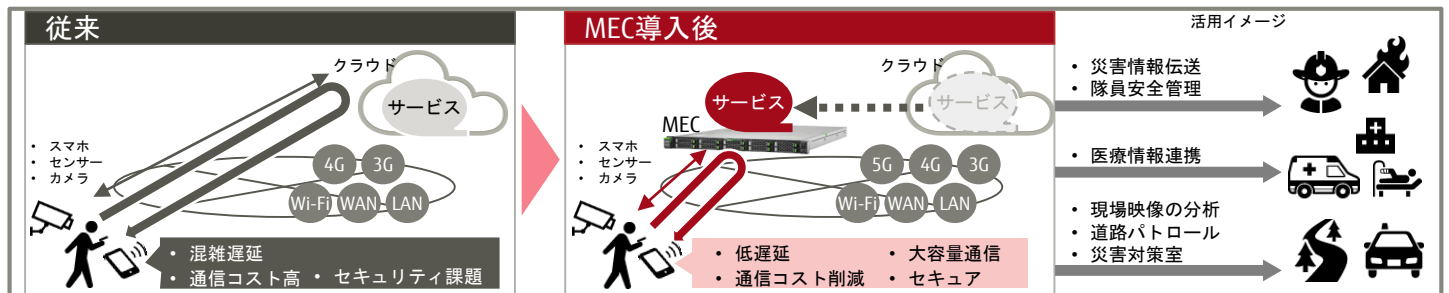 従来
クラウド
サービス
・ スマホ
・ センサー
・ カメラ
4G 3G
Wi-Fi WAN LAN
・ 混雑遅延
・ 通信コスト高 ・ セキュリティ課題
MEC導入後
クラウド
サービス
サービス
MEC
・ スマホ
・ センサー
・ カメラ
5G 4G 3G
Wi-Fi WAN LAN
・ 低遅延 ・ 大容量通信
・ 通信コスト削減 ・ セキュア
活用イメージ
・ 災害情報伝送
・ 隊員安全管理
・ 医療情報連携
・ 現場映像の分析
・ 道路パトロール
・ 災害対策室